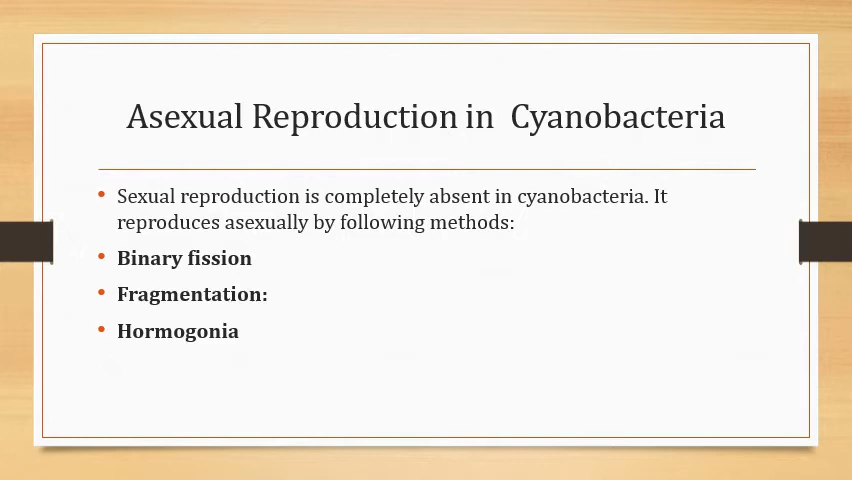 Asexual Reproduction in  Cyanobacteria
• Sexual reproduction is completely absent in cyanobacteria. It
reproduces asexually by following methods:
• Binary fission
• Fragmentation:
• Hormogonia